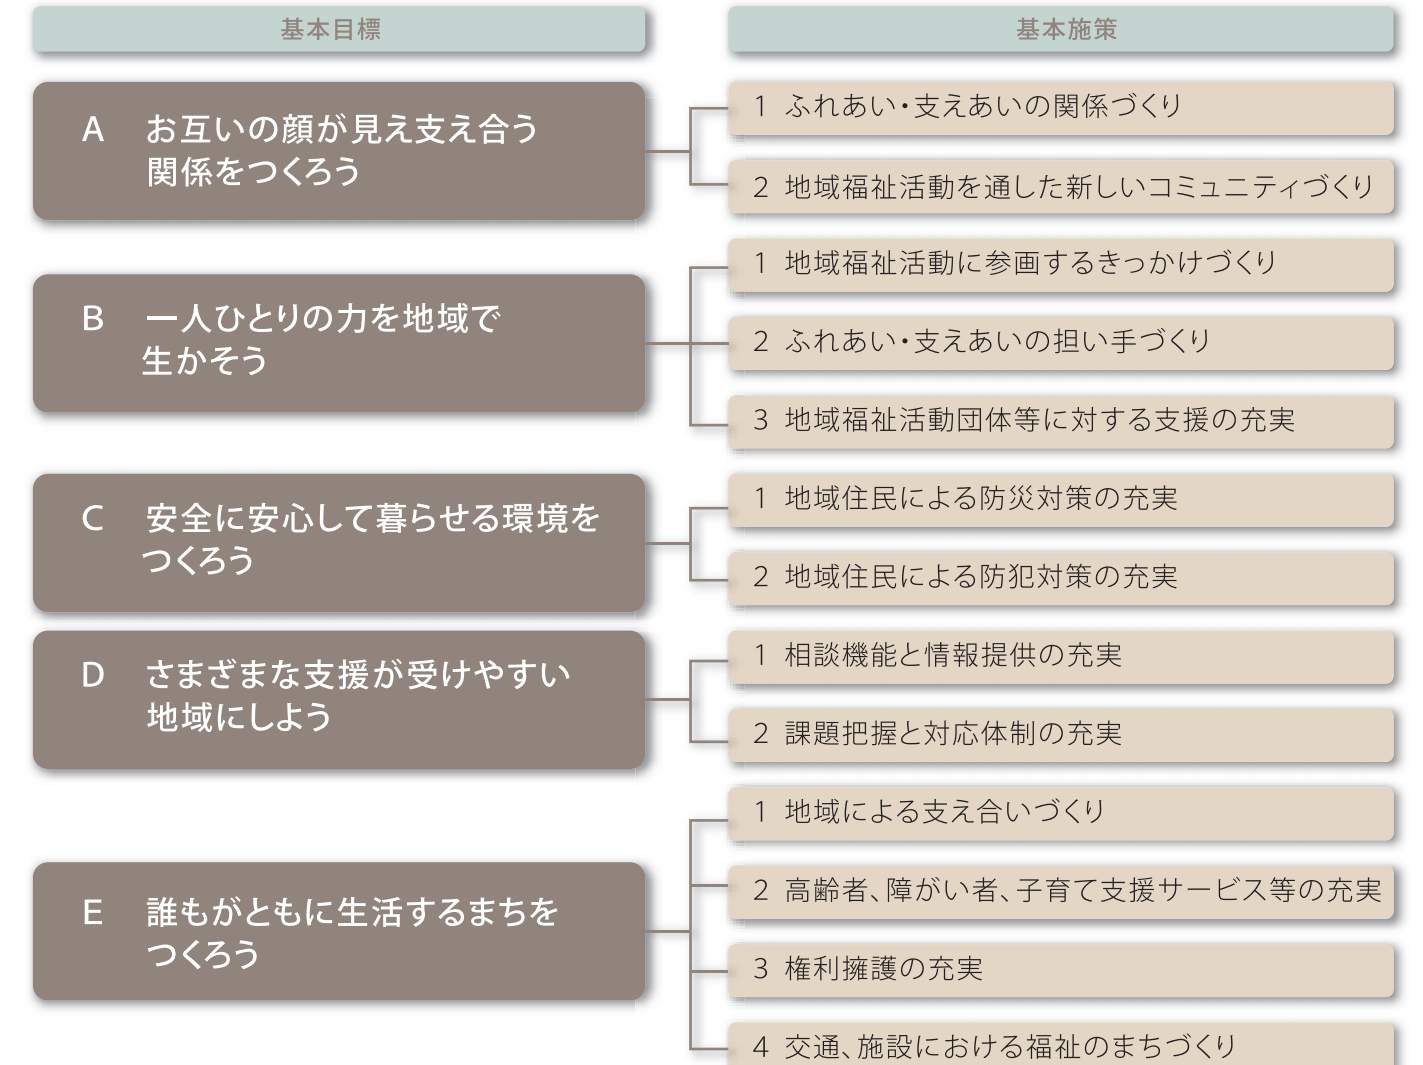 基本目標
基本施策
A お互いの顔が見え支え合う
関係をつくろう
1 ふれあい・支えあいの関係づくり
2 地域福祉活動を通した新しいコミュニティづくり
B 一人ひとりの力を地域で
生かそう
1 地域福祉活動に参画するきっかけづくり
2 ふれあい・支えあいの担い手づくり
3 地域福祉活動団体等に対する支援の充実
C 安全に安心して暮らせる環境を
つくろう
1 地域住民による防災対策の充実
2 地域住民による防犯対策の充実
D さまざまな支援が受けやすい
地域にしよう
1 相談機能と情報提供の充実
2 課題把握と対応体制の充実
E 誰もがともに生活するまちを
つくろう
1 地域による支え合いづくり
2 高齢者、障がい者、子育て支援サービス等の充実
3 権利擁護の充実
4 交通、施設における福祉のまちづくり